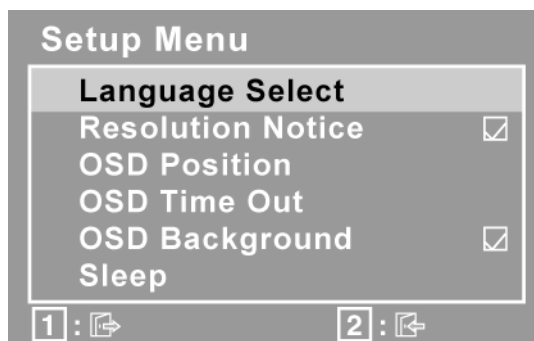 Setup Menu
Language Select
Resolution Notice
OSD Position
OSD Time Out
OSD Background
Sleep
1 : 2 :